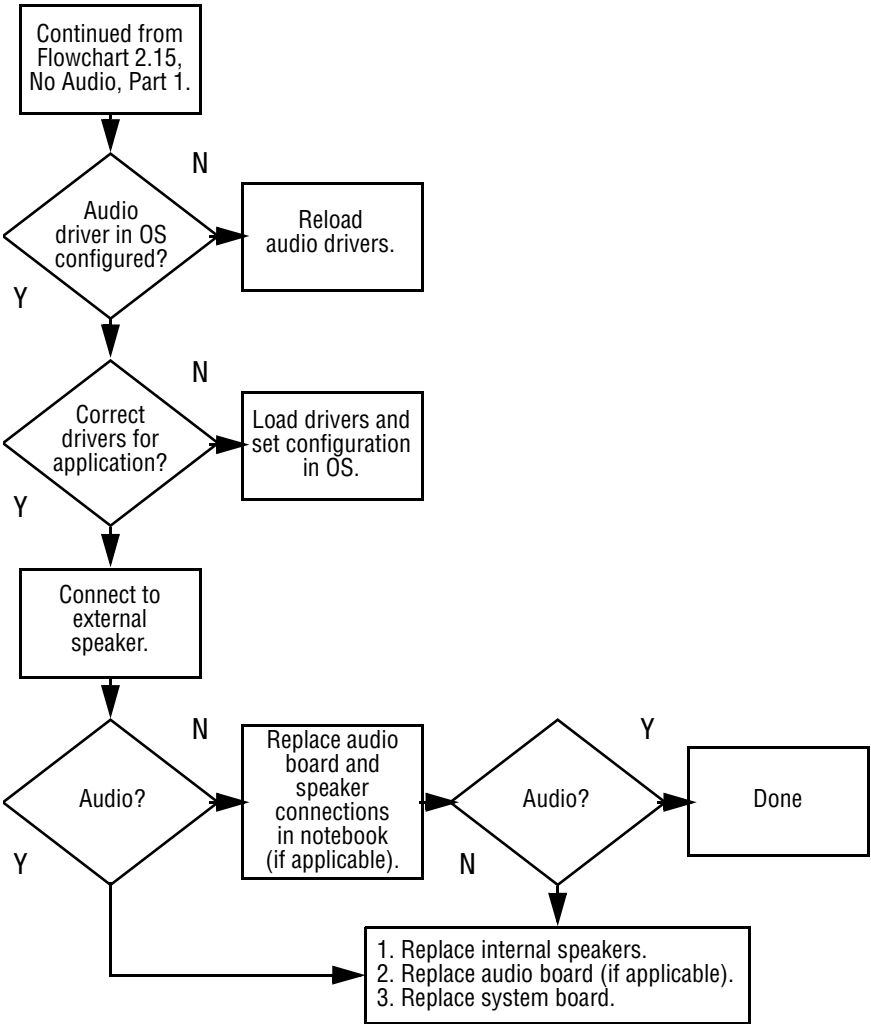 Continued from
Flowchart 2.15,
No Audio, Part 1.
N
Audio
driver in OS
configured?
Reload
audio drivers.
Y
N
Correct
drivers for
application?
Load drivers and
set configuration
in OS.
Y
Connect to
external
speaker.
N
Audio?
Replace audio
board and
speaker
connections
in notebook
(if applicable).
Y
Audio?
Done
Y
N
1. Replace internal speakers.
2. Replace audio board (if applicable).
3. Replace system board.